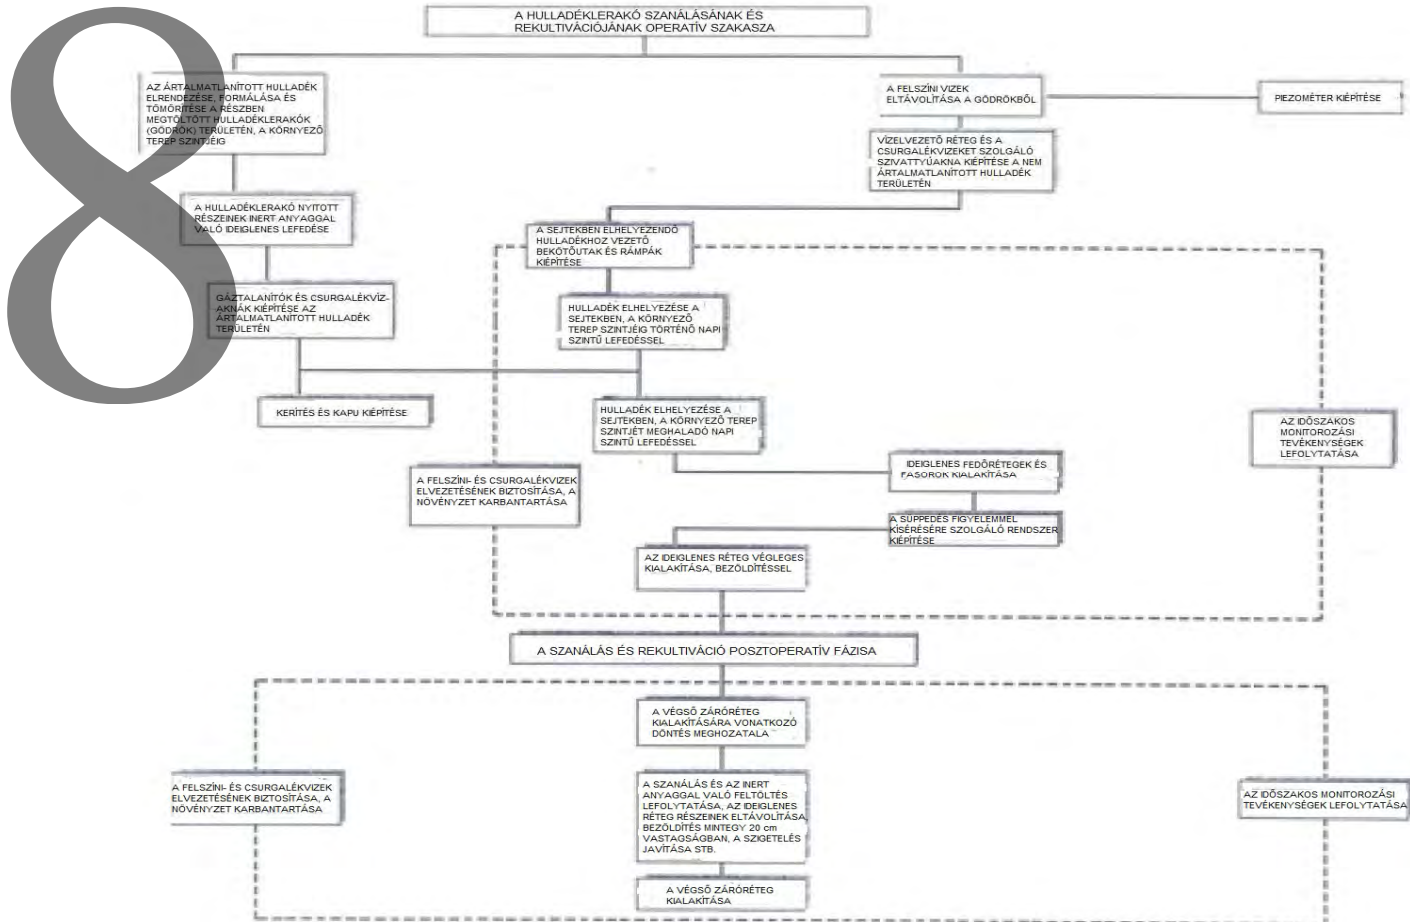 8
A HULLADÉKLERAKÓ SZANÁLÁSÁNAK ÉS
REKULTIVÁCIÓJÁNAK OPERATÍV SZAKASZA
AZ ÁRTALMATLANÍTOTT HULLADÉK
ELRENDEZÉSE, FORMÁLÁSA ÉS
TÖMÖRÍTÉSE A RÉSZBEN
MEGTÖLTÖTT HULLADÉKLERAKÓK
(GÖDRÖK) TERÜLETÉN, A KÖRNYEZŐ
TEREP SZINTJÉIG
A FELSZÍNI VIZEK
ELTÁVOLÍTÁSA A GÖDRÖKBŐL
PIEZOMÉTER KIÉPÍTÉSE
VÍZELVEZETŐ RÉTEG ÉS A
CSURGALÉKVIZEKET SZOLGÁLÓ
SZIVATTYÚAKNA KIÉPÍTÉSE A NEM
ÁRTALMATLANÍTOTT HULLADÉK
TERÜLETÉN
A HULLADÉKLERAKÓ NYITOTT
RÉSZEINEK INERT ANYAGGAL
VALÓ IDEIGLENES LEFEDÉSE
A SEJTEKBEN ELHELYEZENDŐ
HULLADÉKHOZ VEZETŐ
BEKÖTŐUTAK ÉS RÁMPÁK
KIÉPÍTÉSE
GÁZTALANÍTÓK ÉS CSURGALÉKVÍZ-
AKNÁK KIÉPÍTÉSE AZ
ÁRTALMATLANÍTOTT HULLADÉK
TERÜLETÉN
HULLADÉK ELHELYEZÉSE A
SEJTEKBEN, A KÖRNYEZŐ
TEREP SZINTJÉIG TÖRTÉNŐ NAPI
SZINTŰ LEFEDÉSSEL
KERÍTÉS ÉS KAPU KIÉPÍTÉSE
HULLADÉK ELHELYEZÉSE A
SEJTEKBEN, A KÖRNYEZŐ TEREP
SZINTJÉT MEGHALADÓ NAPI
SZINTŰ LEFEDÉSSEL
AZ IDŐSZAKOS
MONITOROZÁSI
TEVÉKENYSÉGEK
LEFOLYTATÁSA
A FELSZÍNI- ÉS CSURGALÉKVIZEK
ELVEZETÉSÉNEK BIZTOSÍTÁSA, A
NÖVÉNYZET KARBANTARTÁSA
IDEIGLENES FEDŐRÉTEGEK ÉS
FASOROK KIALAKÍTÁSA
A SÜPPEDÉS FIGYELEMMEL
KÍSÉRÉSÉRE SZOLGÁLÓ RENDSZER
KIÉPÍTÉSE
AZ IDEIGLENES RÉTEG VÉGLEGES
KIALAKÍTÁSA, BEZÖLDÍTÉSSEL
A SZANÁLÁS ÉS REKULTIVÁCIÓ POSZTOPERATÍV FÁZISA
A VÉGSŐ ZÁRÓRÉTEG
KIALAKÍTÁSÁRA VONATKOZÓ
DÖNTÉS MEGHOZATALA
A FELSZÍNI- ÉS CSURGALÉKVIZEK
ELVEZETÉSÉNEK BIZTOSÍTÁSA, A
NÖVÉNYZET KARBANTARTÁSA
A SZANÁLÁS ÉS AZ INERT
ANYAGGAL VALÓ FELTÖLTÉS
LEFOLYTATÁSA, AZ IDEIGLENES
RÉTEG RÉSZEINEK ELTÁVOLÍTÁSA,
BEZÖLDÍTÉS MINTEGY 20 cm
VASTAGSÁGBAN, A SZIGETELÉS
JAVÍTÁSA STB.
AZ IDŐSZAKOS MONITOROZÁSI
TEVÉKENYSÉGEK LEFOLYTATÁSA
A VÉGSŐ ZÁRÓRÉTEG
KIALAKÍTÁSA